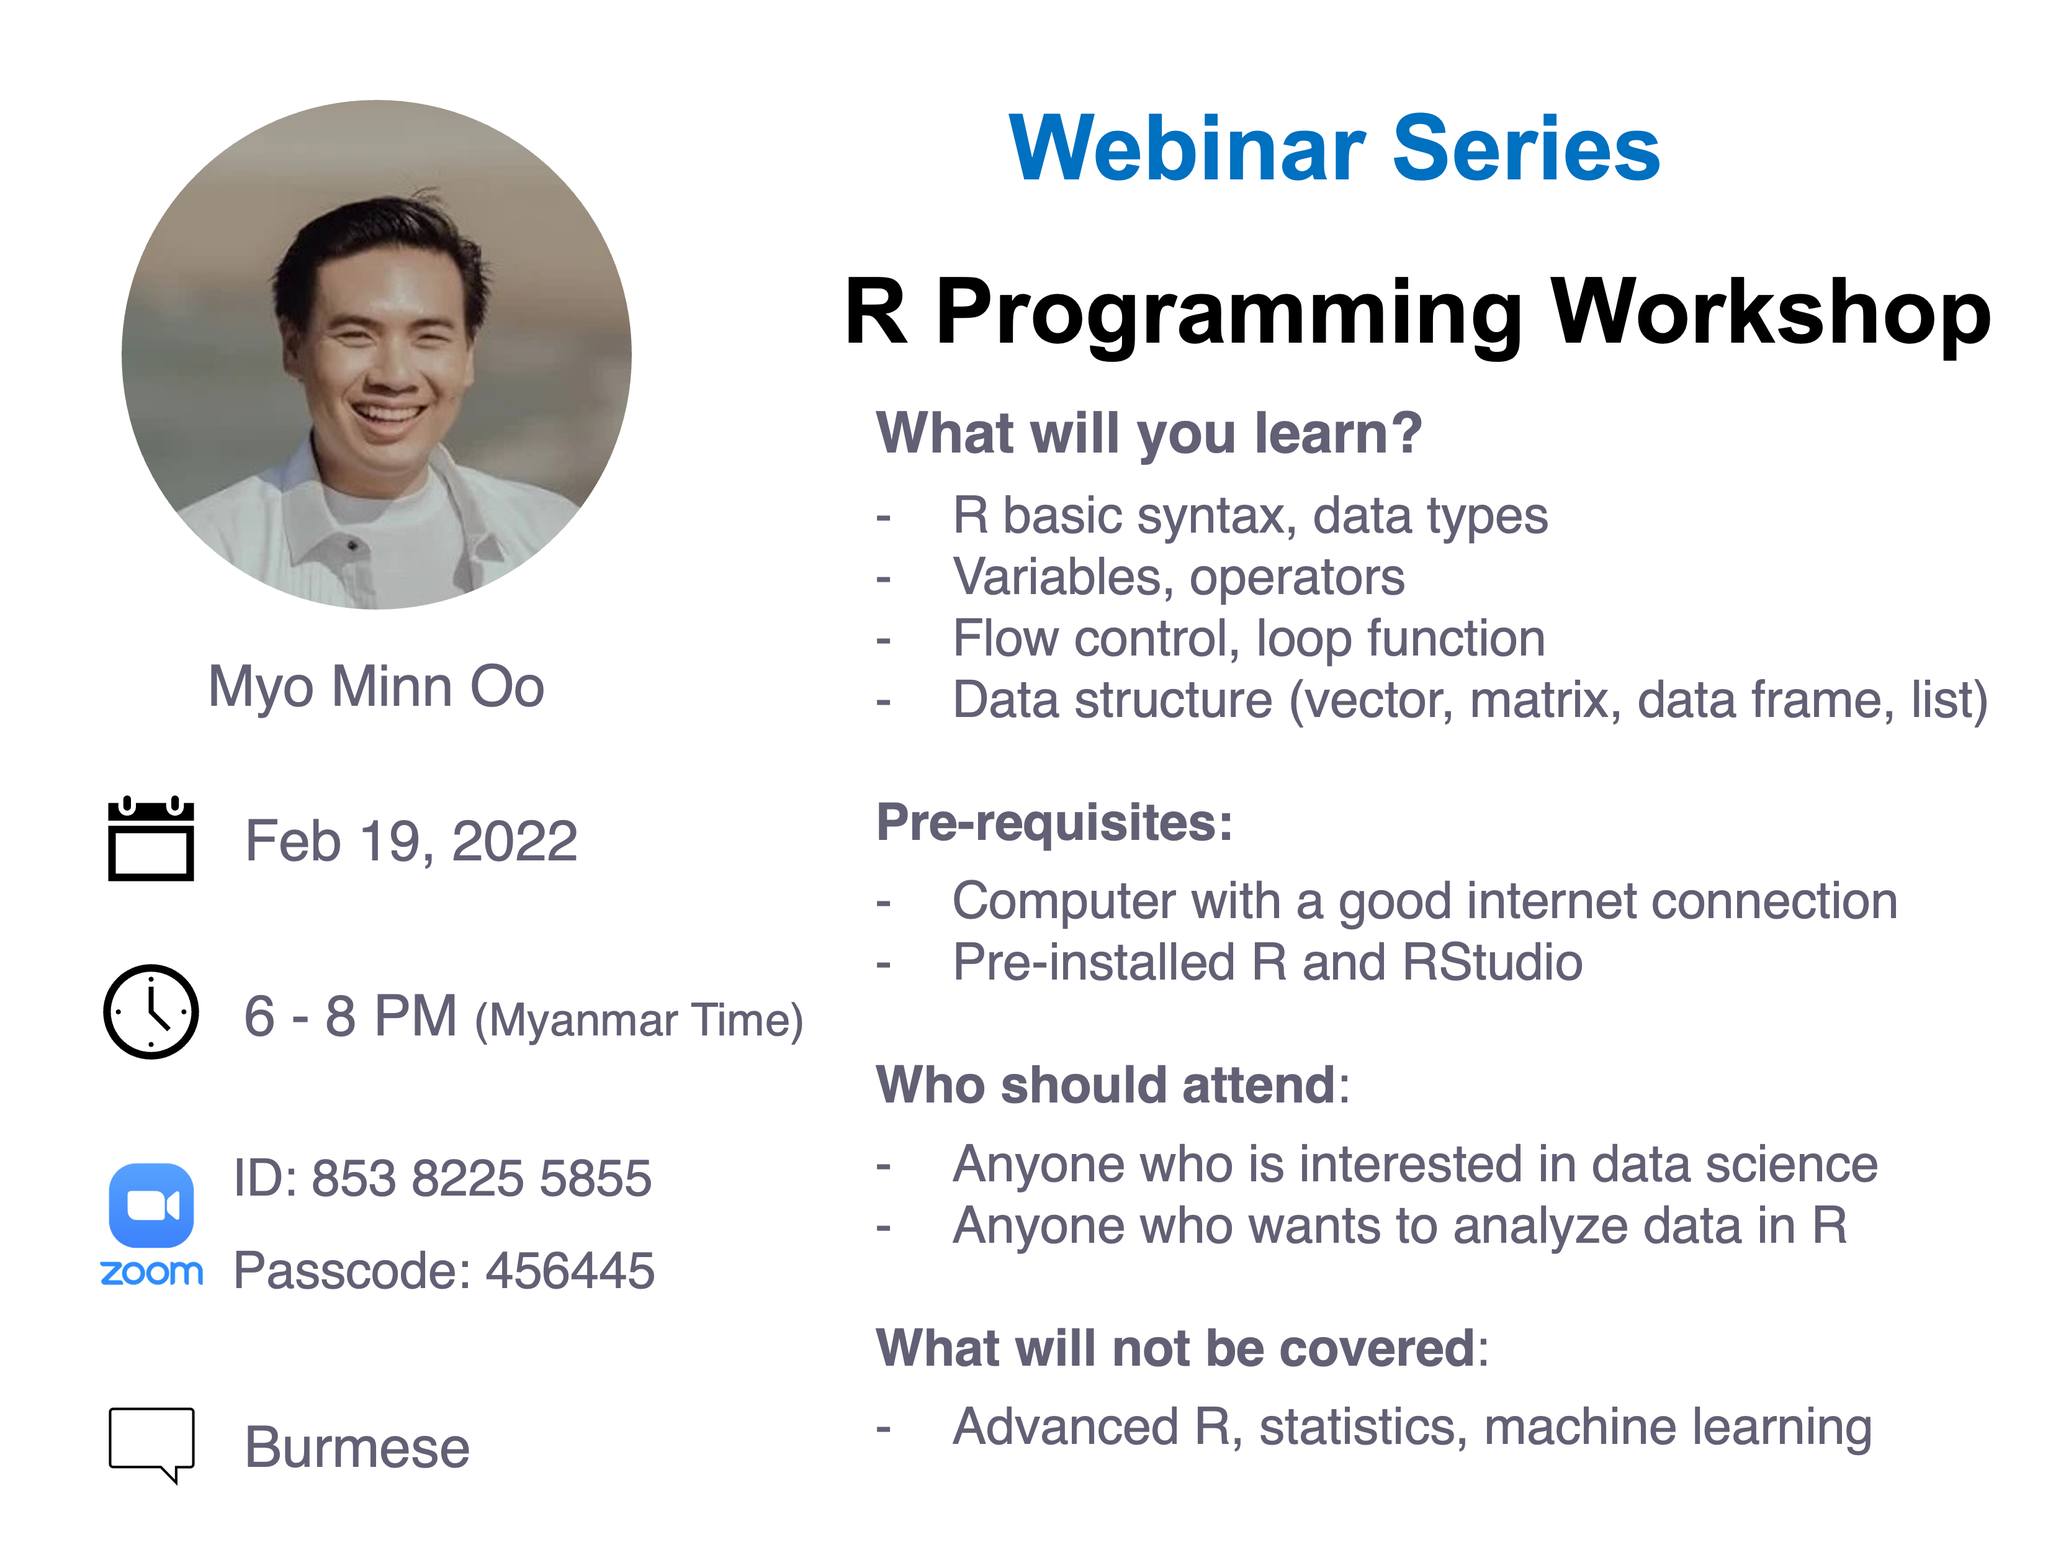 Webinar Series
R Programming Workshop
Myo Minn Oo
Feb 19, 2022
6 - 8 PM (Myanmar Time)
ID: 853 8225 5855
Passcode: 456445
zoom
Burmese
What will you learn?
- R basic syntax, data types
- Variables, operators
- Flow control, loop function
- Data structure (vector, matrix, data frame, list)
Pre-requisites:
- Computer with a good internet connection
- Pre-installed R and RStudio
Who should attend:
- Anyone who is interested in data science
- Anyone who wants to analyze data in R
What will not be covered:
- Advanced R, statistics, machine learning